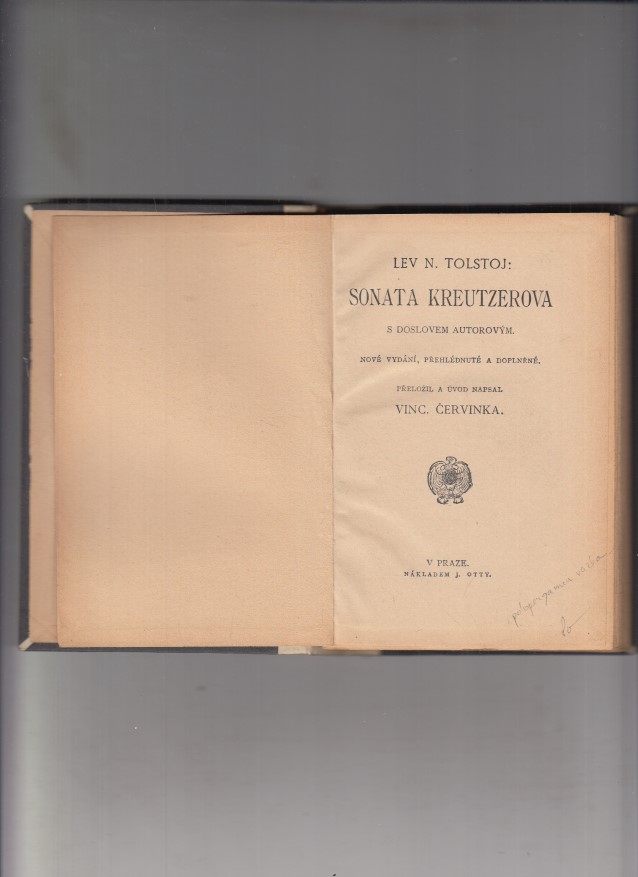 LEV N. TOLSTOJ:
SONATA KREUTZEROVA
S DOSLOVEM AUTOROVÝM.
NOVÉ VYDÁNÍ, PŘEHLÉDNUTÉ A DOPLNĚNÉ.
PŘELOŽIL A ÚVOD NAPSAL
VINC. ČERVINKA.
V PRAZE.
NÁKLADEM J. OTTY.